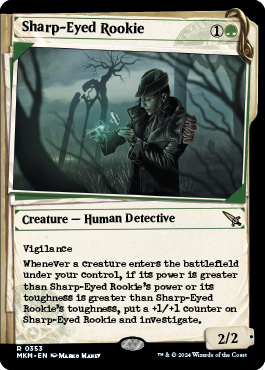 Sharp-Eyed Rookie 1
Creature — Human Detective
Vigilance
Whenever a creature enters the battlefield
under your control, if its power is greater
than Sharp-Eyed Rookie's power or its
toughness is greater than Sharp-Eyed
Rookie's toughness, put a +1/+1 counter on
Sharp-Eyed Rookie and investigate.
2/2
R 0353
MKM • EN Marko Manev
™ & © 2024 Wizards of the Coast